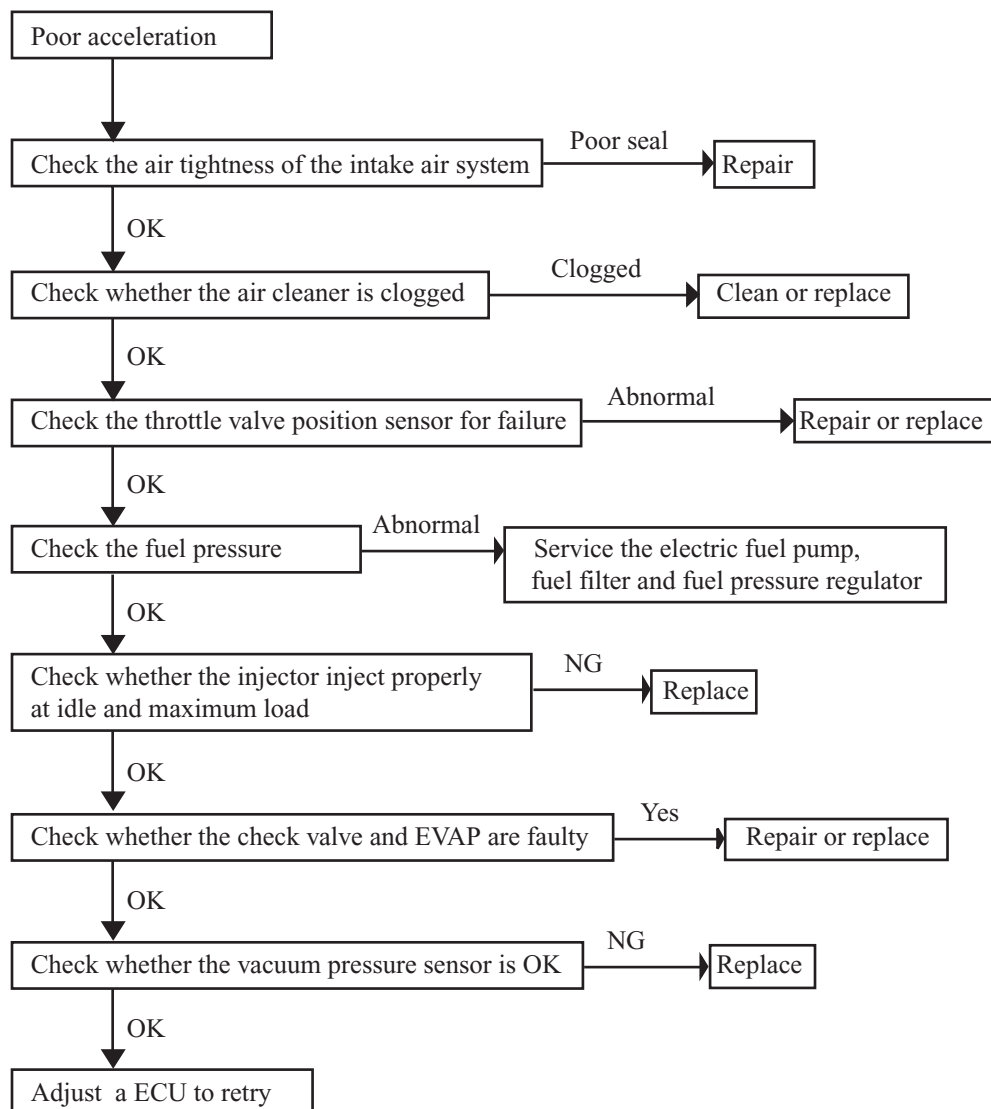 Poor acceleration
Poor seal
Check the air tightness of the intake air system
Repair
OK
Clogged
Check whether the air cleaner is clogged
Clean or replace
OK
Abnormal
Check the throttle valve position sensor for failure
Repair or replace
OK
Abnormal
Check the fuel pressure
Service the electric fuel pump,
fuel filter and fuel pressure regulator
OK
Check whether the injector inject properly
at idle and maximum load
NG
Replace
OK
Yes
Check whether the check valve and EVAP are faulty
Repair or replace
OK
NG
Check whether the vacuum pressure sensor is OK
Replace
OK
Adjust a ECU to retry